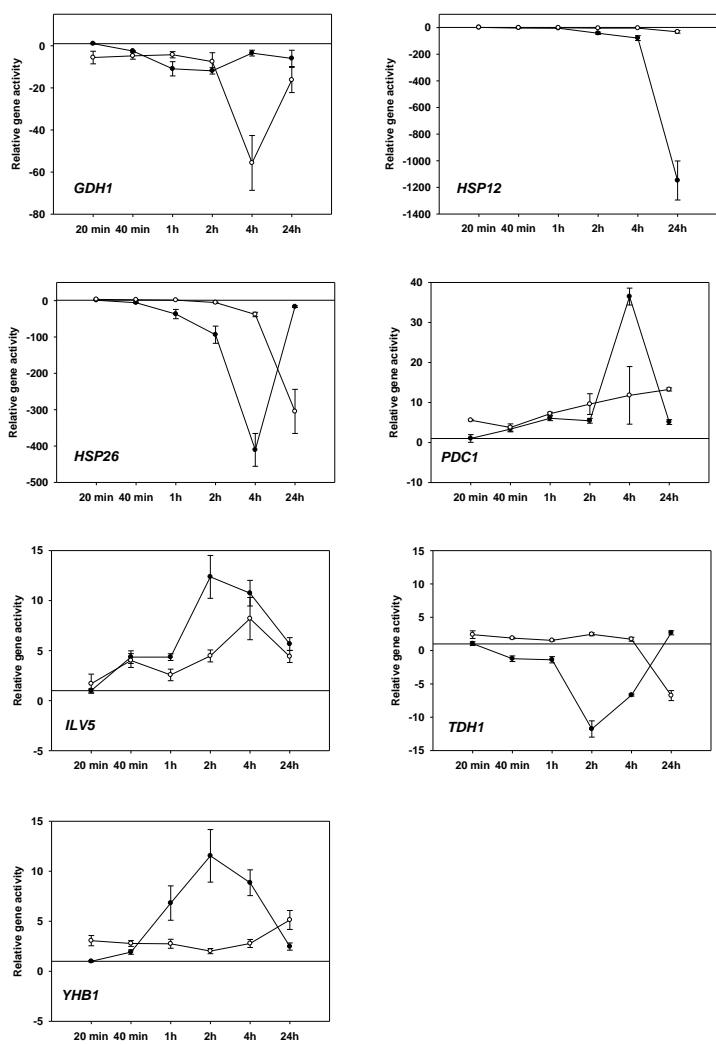 Relative gene activity
0
-20
-40
-60
-80
GDH1
20 min 40 min 1h 2h 4h 24h
Relative gene activity
0
-200
-400
-600
-800
-1000
-1200
-1400
HSP12
20 min 40 min 1h 2h 4h 24h
Relative gene activity
0
-100
-200
-300
-400
-500
HSP26
20 min 40 min 1h 2h 4h 24h
Relative gene activity
40
30
20
10
0
-10
PDC1
20 min 40 min 1h 2h 4h 24h
Relative gene activity
15
10
5
0
-5
ILV5
20 min 40 min 1h 2h 4h 24h
Relative gene activity
15
10
5
0
-5
-10
-15
TDH1
20 min 40 min 1h 2h 4h 24h
Relative gene activity
15
10
5
0
-5
YHB1
20 min 40 min 1h 2h 4h 24h